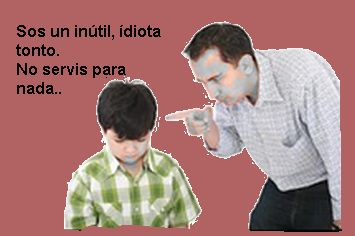 Sos un inútil, ídiota
tonto.
No servis para
nada..